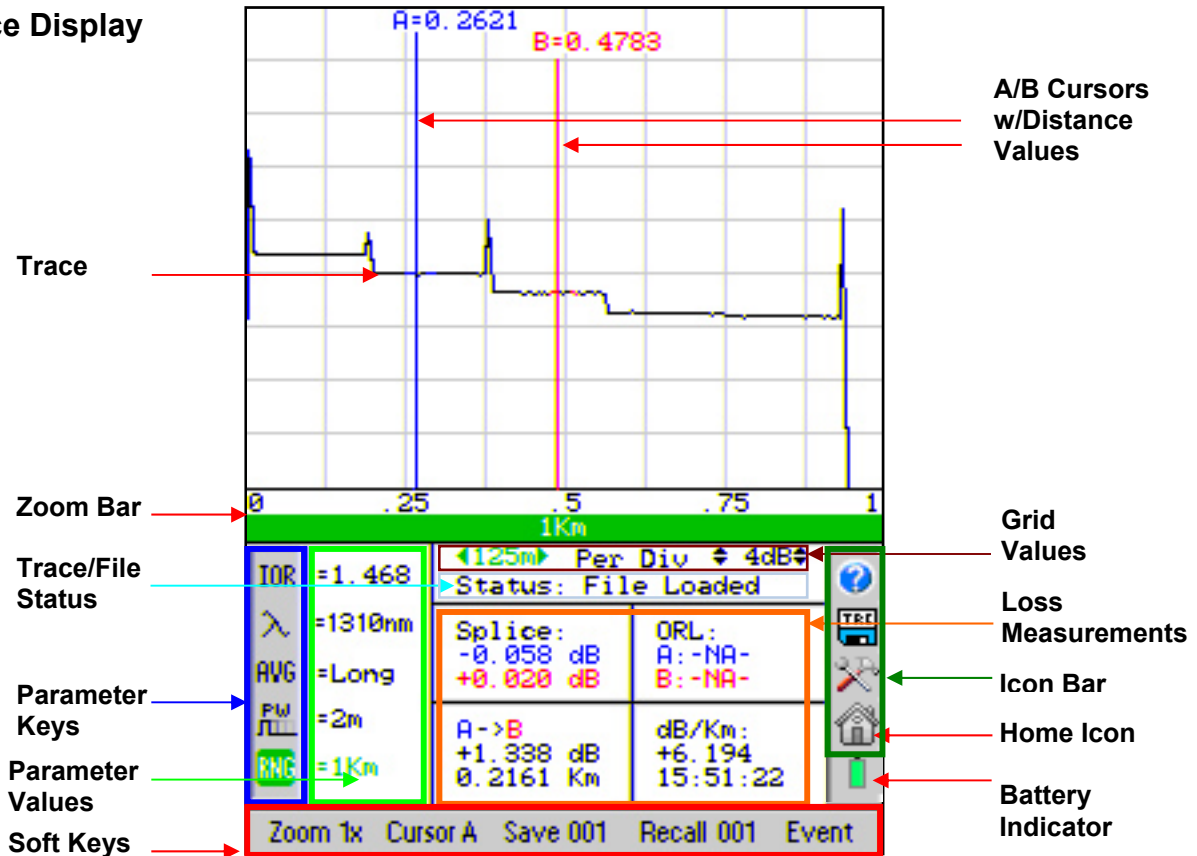 ce Display
A=0.2621
B=0.4783
A/B Cursors
w/Distance
Values
Trace
Zoom Bar
0 .25 .5 .75 1
1Km
Grid
Values
Trace/File
Status
125m Per Div 4dB
Status: File Loaded
IOR =1.468
λ =1310nm
AVG =Long
PW =2m
RNG =1Km
Splice:
-0.058 dB
+0.020 dB
ORL:
A:-NA-
B:-NA-
A->B
+1.338 dB
0.2161 Km
dB/Km:
+6.194
15:51:22
?
TRC
Loss
Measurements
Icon Bar
Home Icon
Battery
Indicator
Parameter
Keys
Parameter
Values
Soft Keys
Zoom 1x Cursor A Save 001 Recall 001 Event